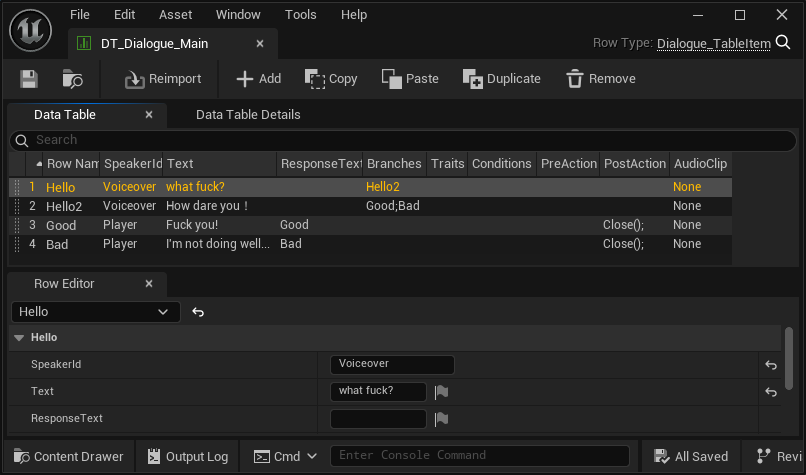 File Edit Asset Window Tools Help
DT_Dialogue_Main
Row Type: Dialogue_TableItem
Reimport Add Copy Paste Duplicate Remove
Data Table Data Table Details
Search
Row Nam SpeakerId Text ResponseText Branches Traits Conditions PreAction PostAction AudioClip
1 Hello Voiceover what fuck? Hello2 None
2 Hello2 Voiceover How dare you！ Good;Bad None
3 Good Player Fuck you! Good Close(); None
4 Bad Player I'm not doing well... Bad Close(); None
Row Editor
Hello
Hello
SpeakerId Voiceover
Text what fuck?
ResponseText
Content Drawer Output Log Cmd Enter Console Command All Saved Revi